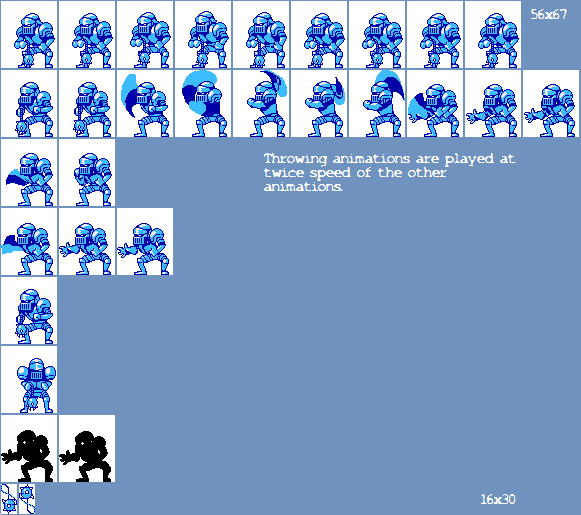 56x67
Throwing animations are played at
twice speed of the other
animations.
16x30